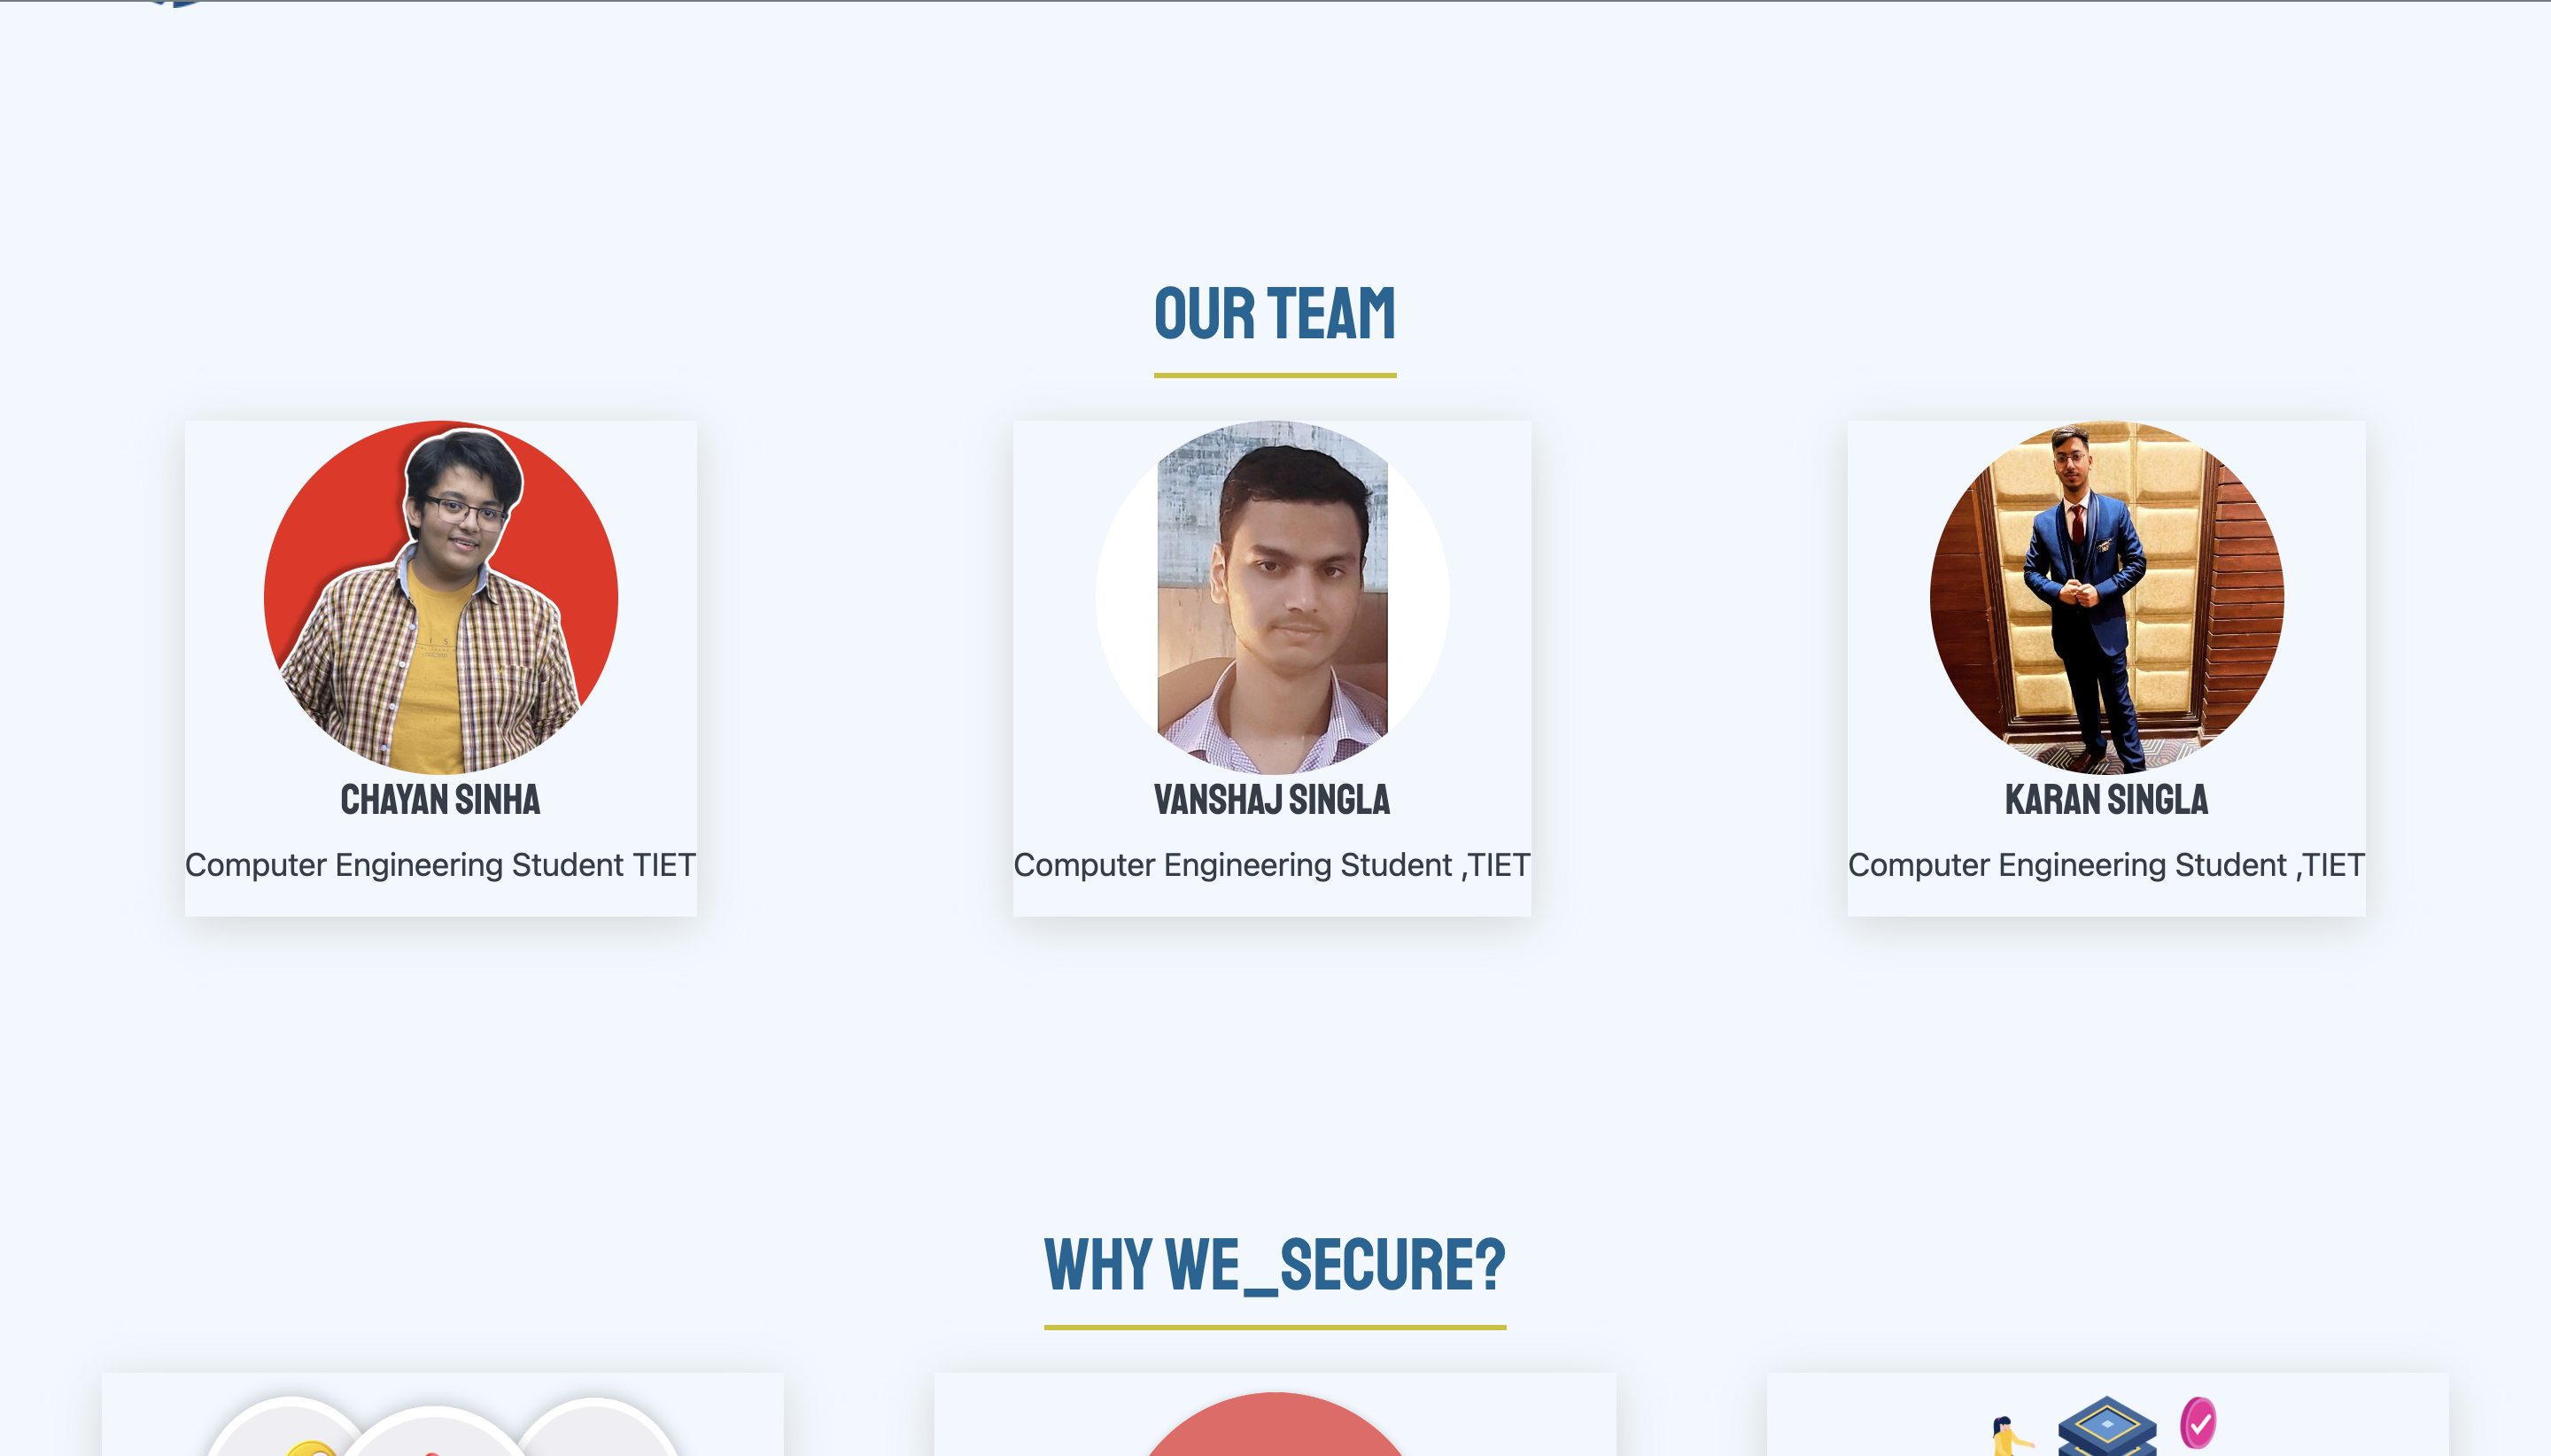 OUR TEAM
CHAYAN SINHA
Computer Engineering Student TIET
VANSHAJ SINGLA
Computer Engineering Student ,TIET
KARAN SINGLA
Computer Engineering Student ,TIET
WHY WE_SECURE?